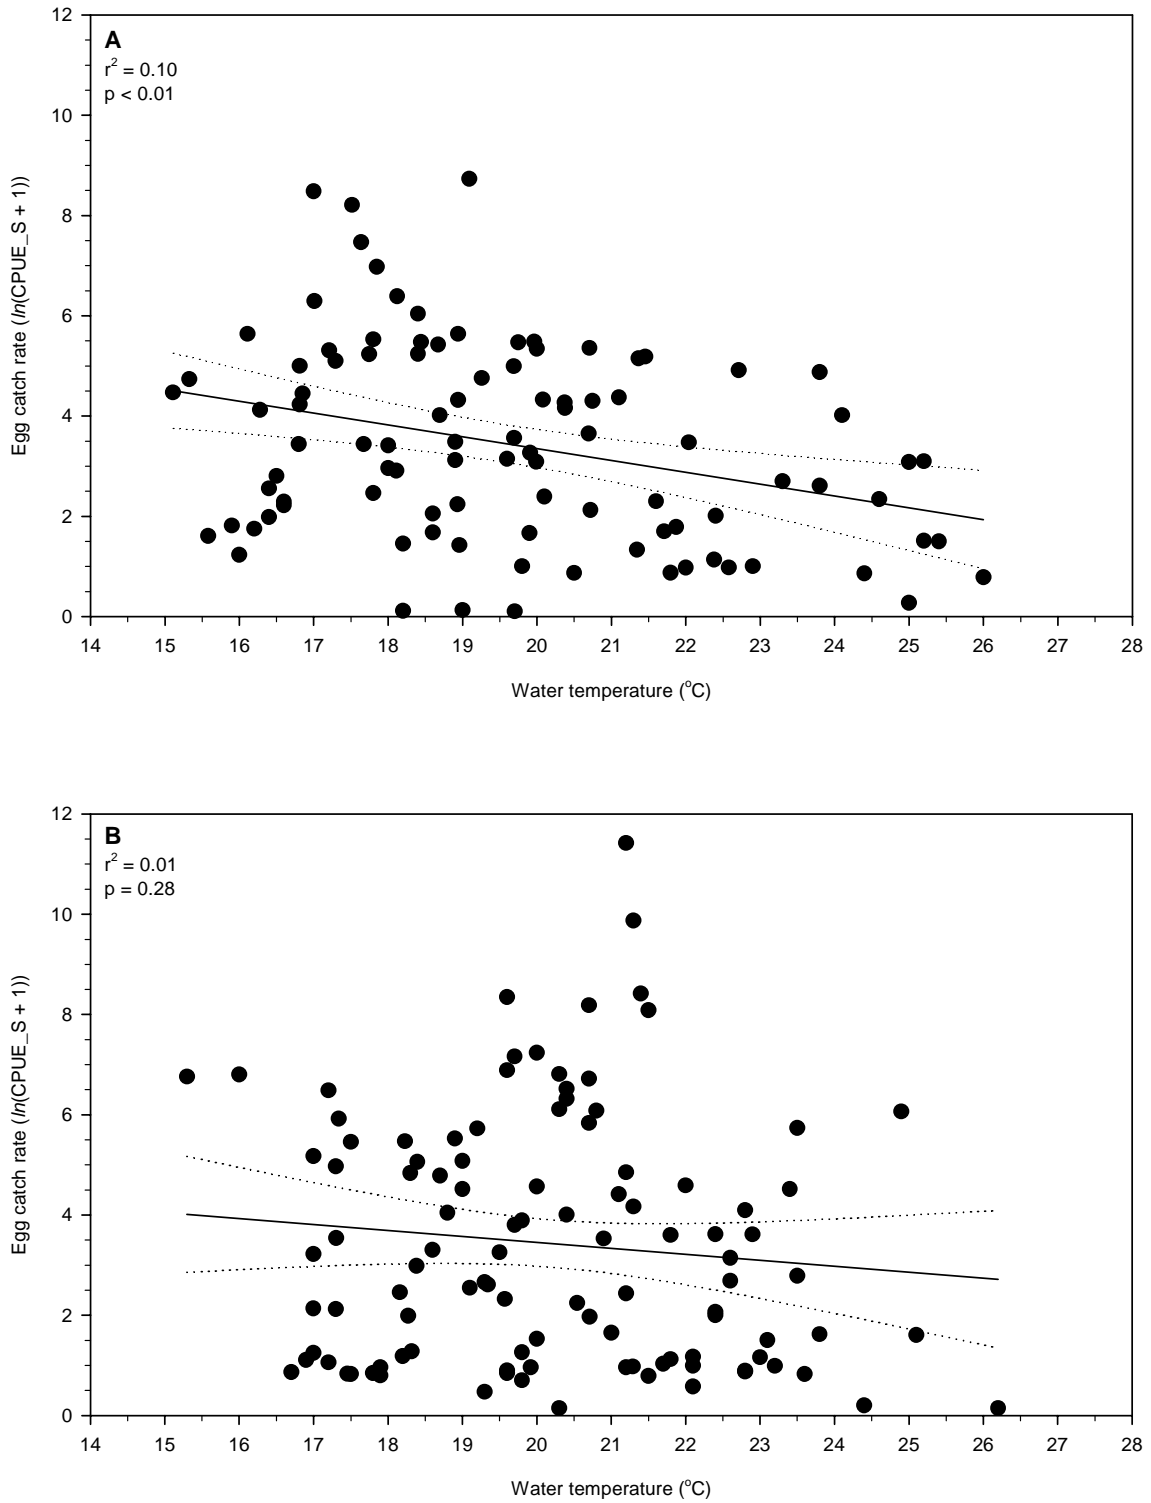 12
A
r² = 0.10
p < 0.01
10
8
6
4
2
0
Egg catch rate (ln(CPUE_S + 1))
14 15 16 17 18 19 20 21 22 23 24 25 26 27 28
Water temperature (°C)
12
B
r² = 0.01
p = 0.28
10
8
6
4
2
0
Egg catch rate (ln(CPUE_S + 1))
14 15 16 17 18 19 20 21 22 23 24 25 26 27 28
Water temperature (°C)